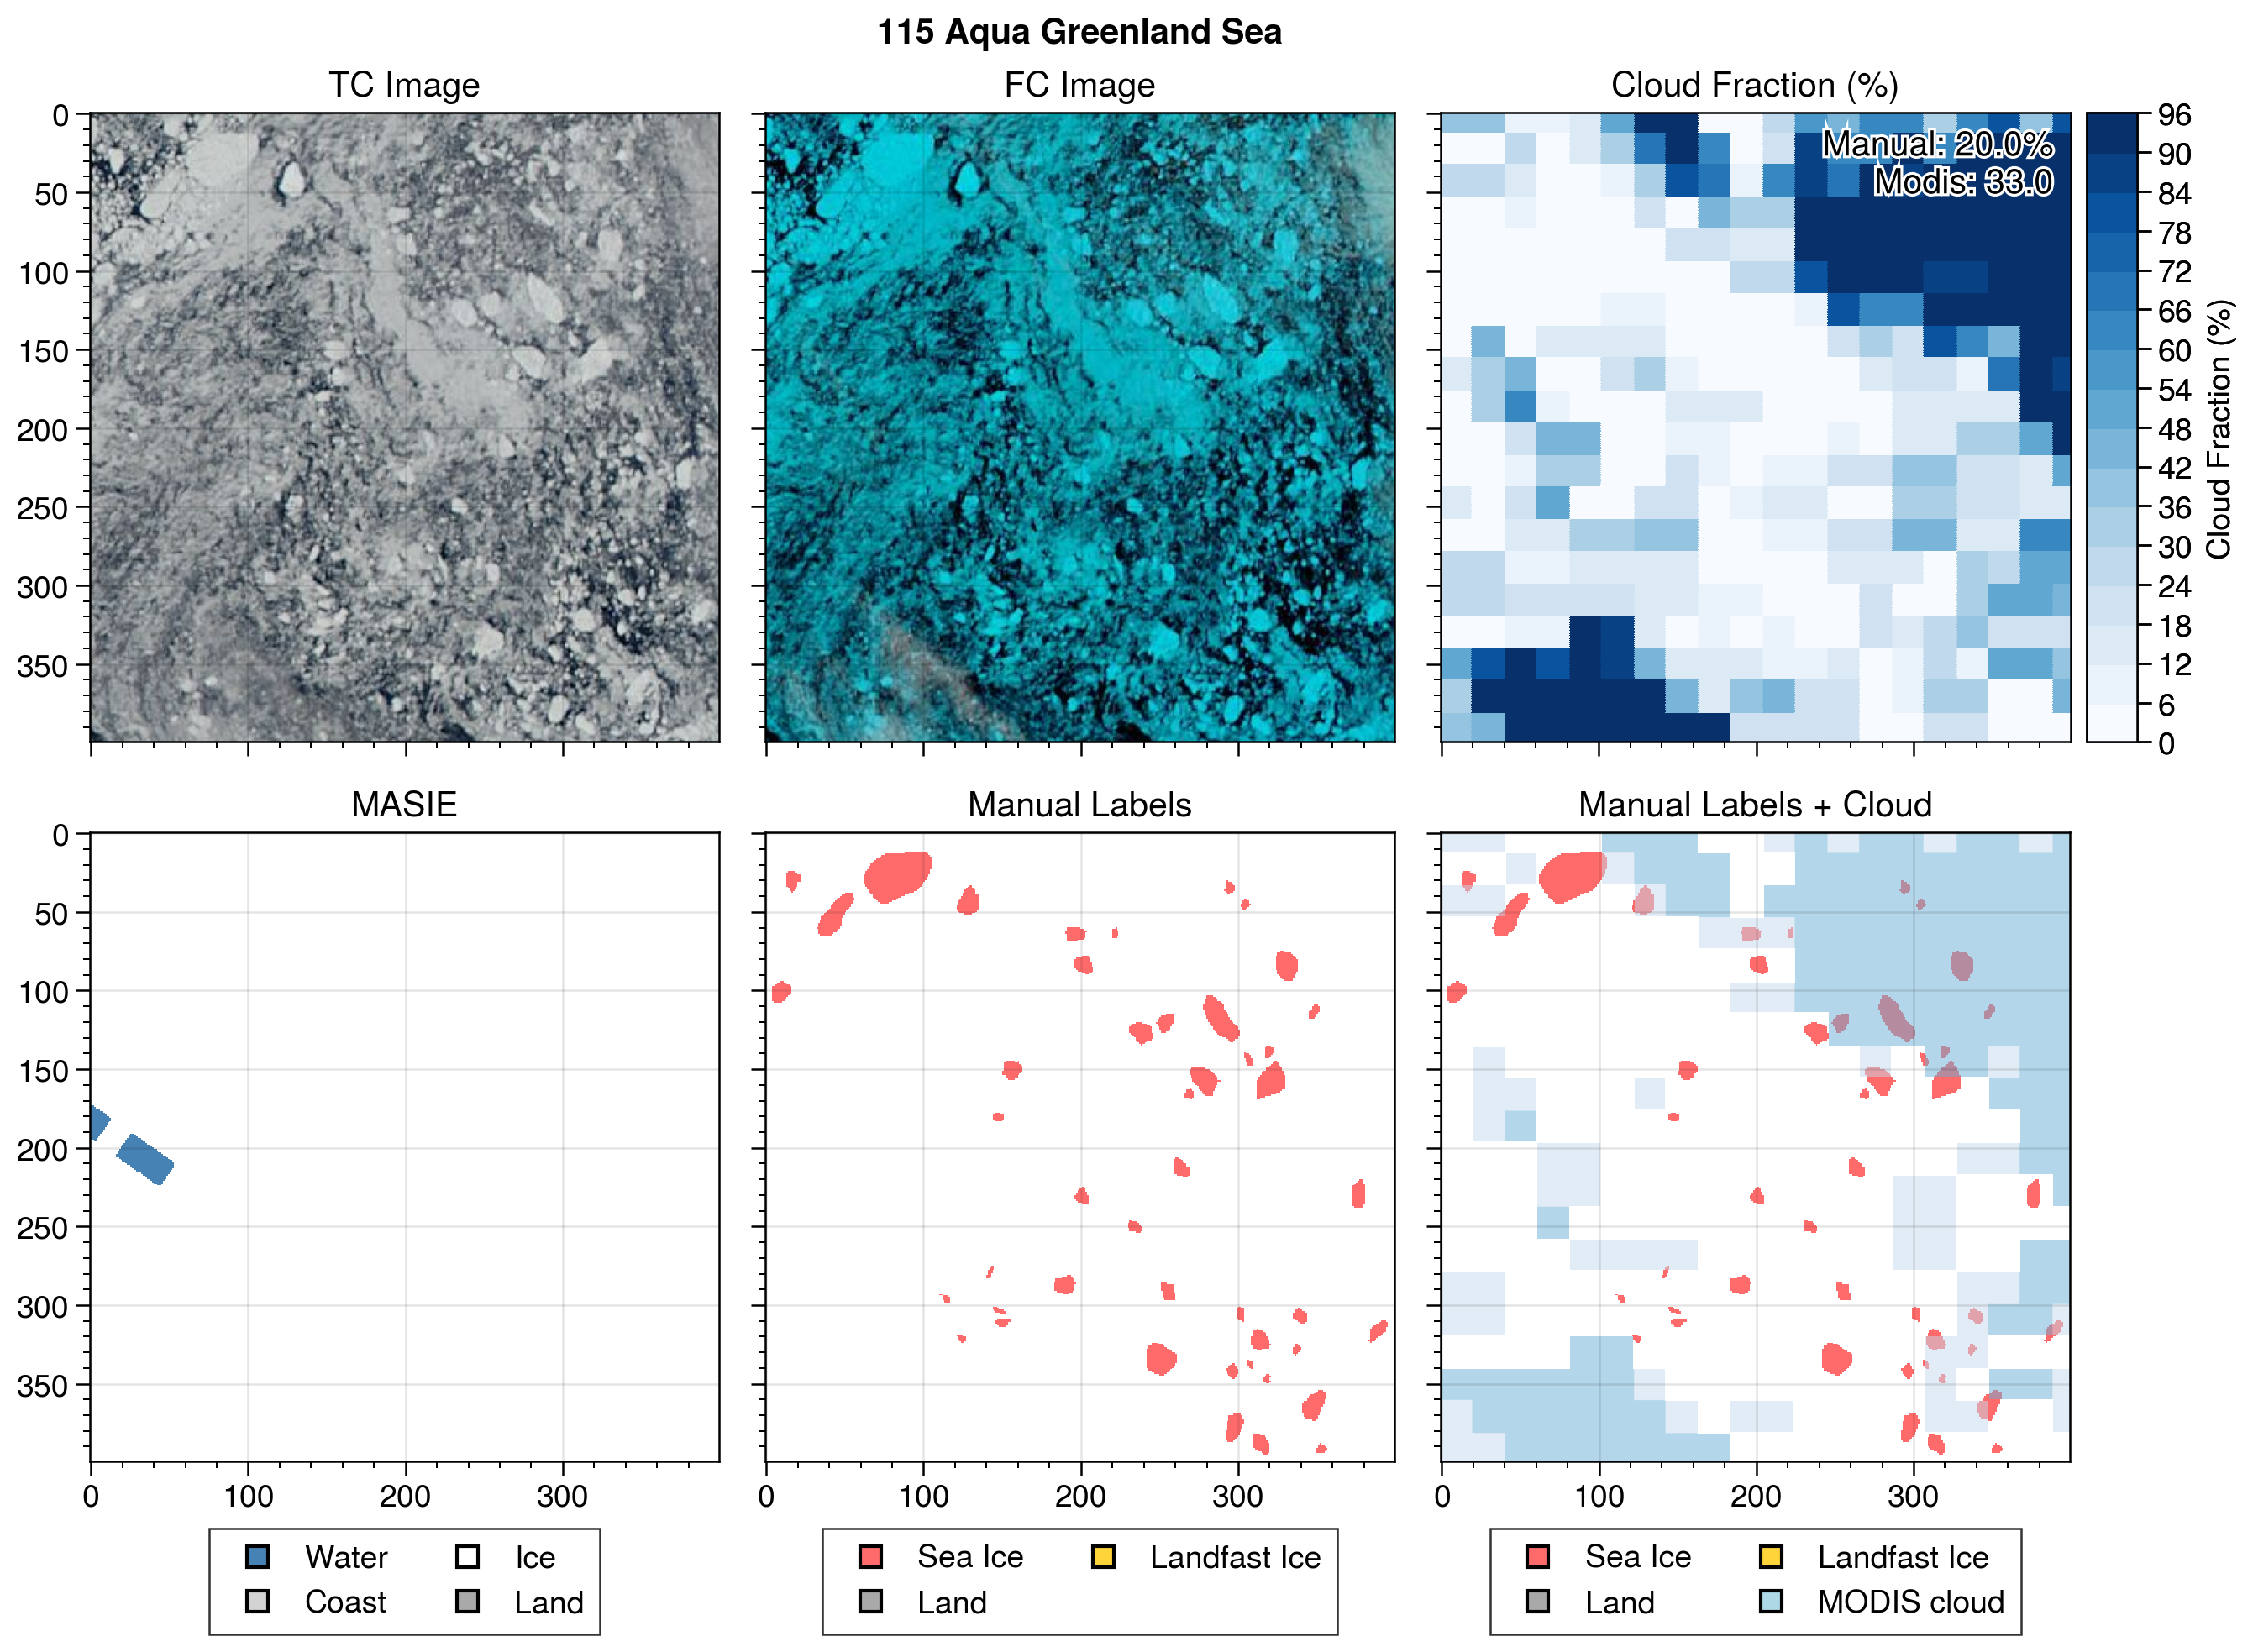 115 Aqua Greenland Sea
TC Image
FC Image
Cloud Fraction (%)
0
50
100
150
200
250
300
350
Manual: 20.0%
Modis: 33.0
96
90
84
78
72
66
60
54
48
42
36
30
24
18
12
6
0
Cloud Fraction (%)
MASIE
Manual Labels
Manual Labels + Cloud
0
50
100
150
200
250
300
350
0 100 200 300
0 100 200 300
0 100 200 300
Water Ice
Coast Land
Sea Ice Landfast Ice
Land
Sea Ice Landfast Ice
Land MODIS cloud